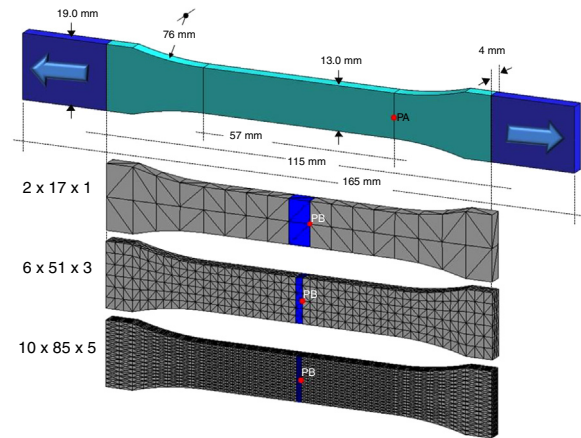 19.0 mm
76 mm
13.0 mm
4 mm
PA
57 mm
115 mm
165 mm
2 x 17 x 1
PB
6 x 51 x 3
PB
10 x 85 x 5
PB